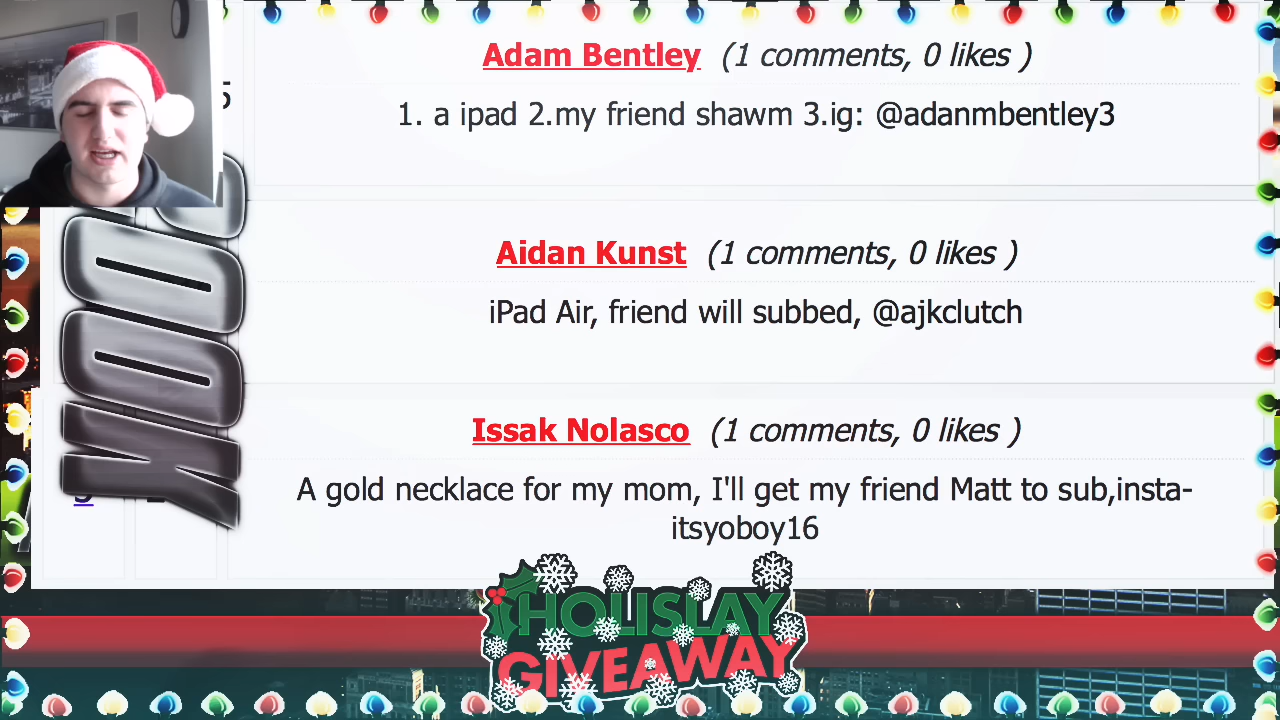 Adam Bentley (1 comments, 0 likes )
5
1. a ipad 2.my friend shawm 3.ig: @adanmbentley3
Aidan Kunst (1 comments, 0 likes )
iPad Air, friend will subbed, @ajkclutch
Issak Nolasco (1 comments, 0 likes )
A gold necklace for my mom, I'll get my friend Matt to sub,insta-
itsyoboy16
HOLISLAY
GIVEAWAY